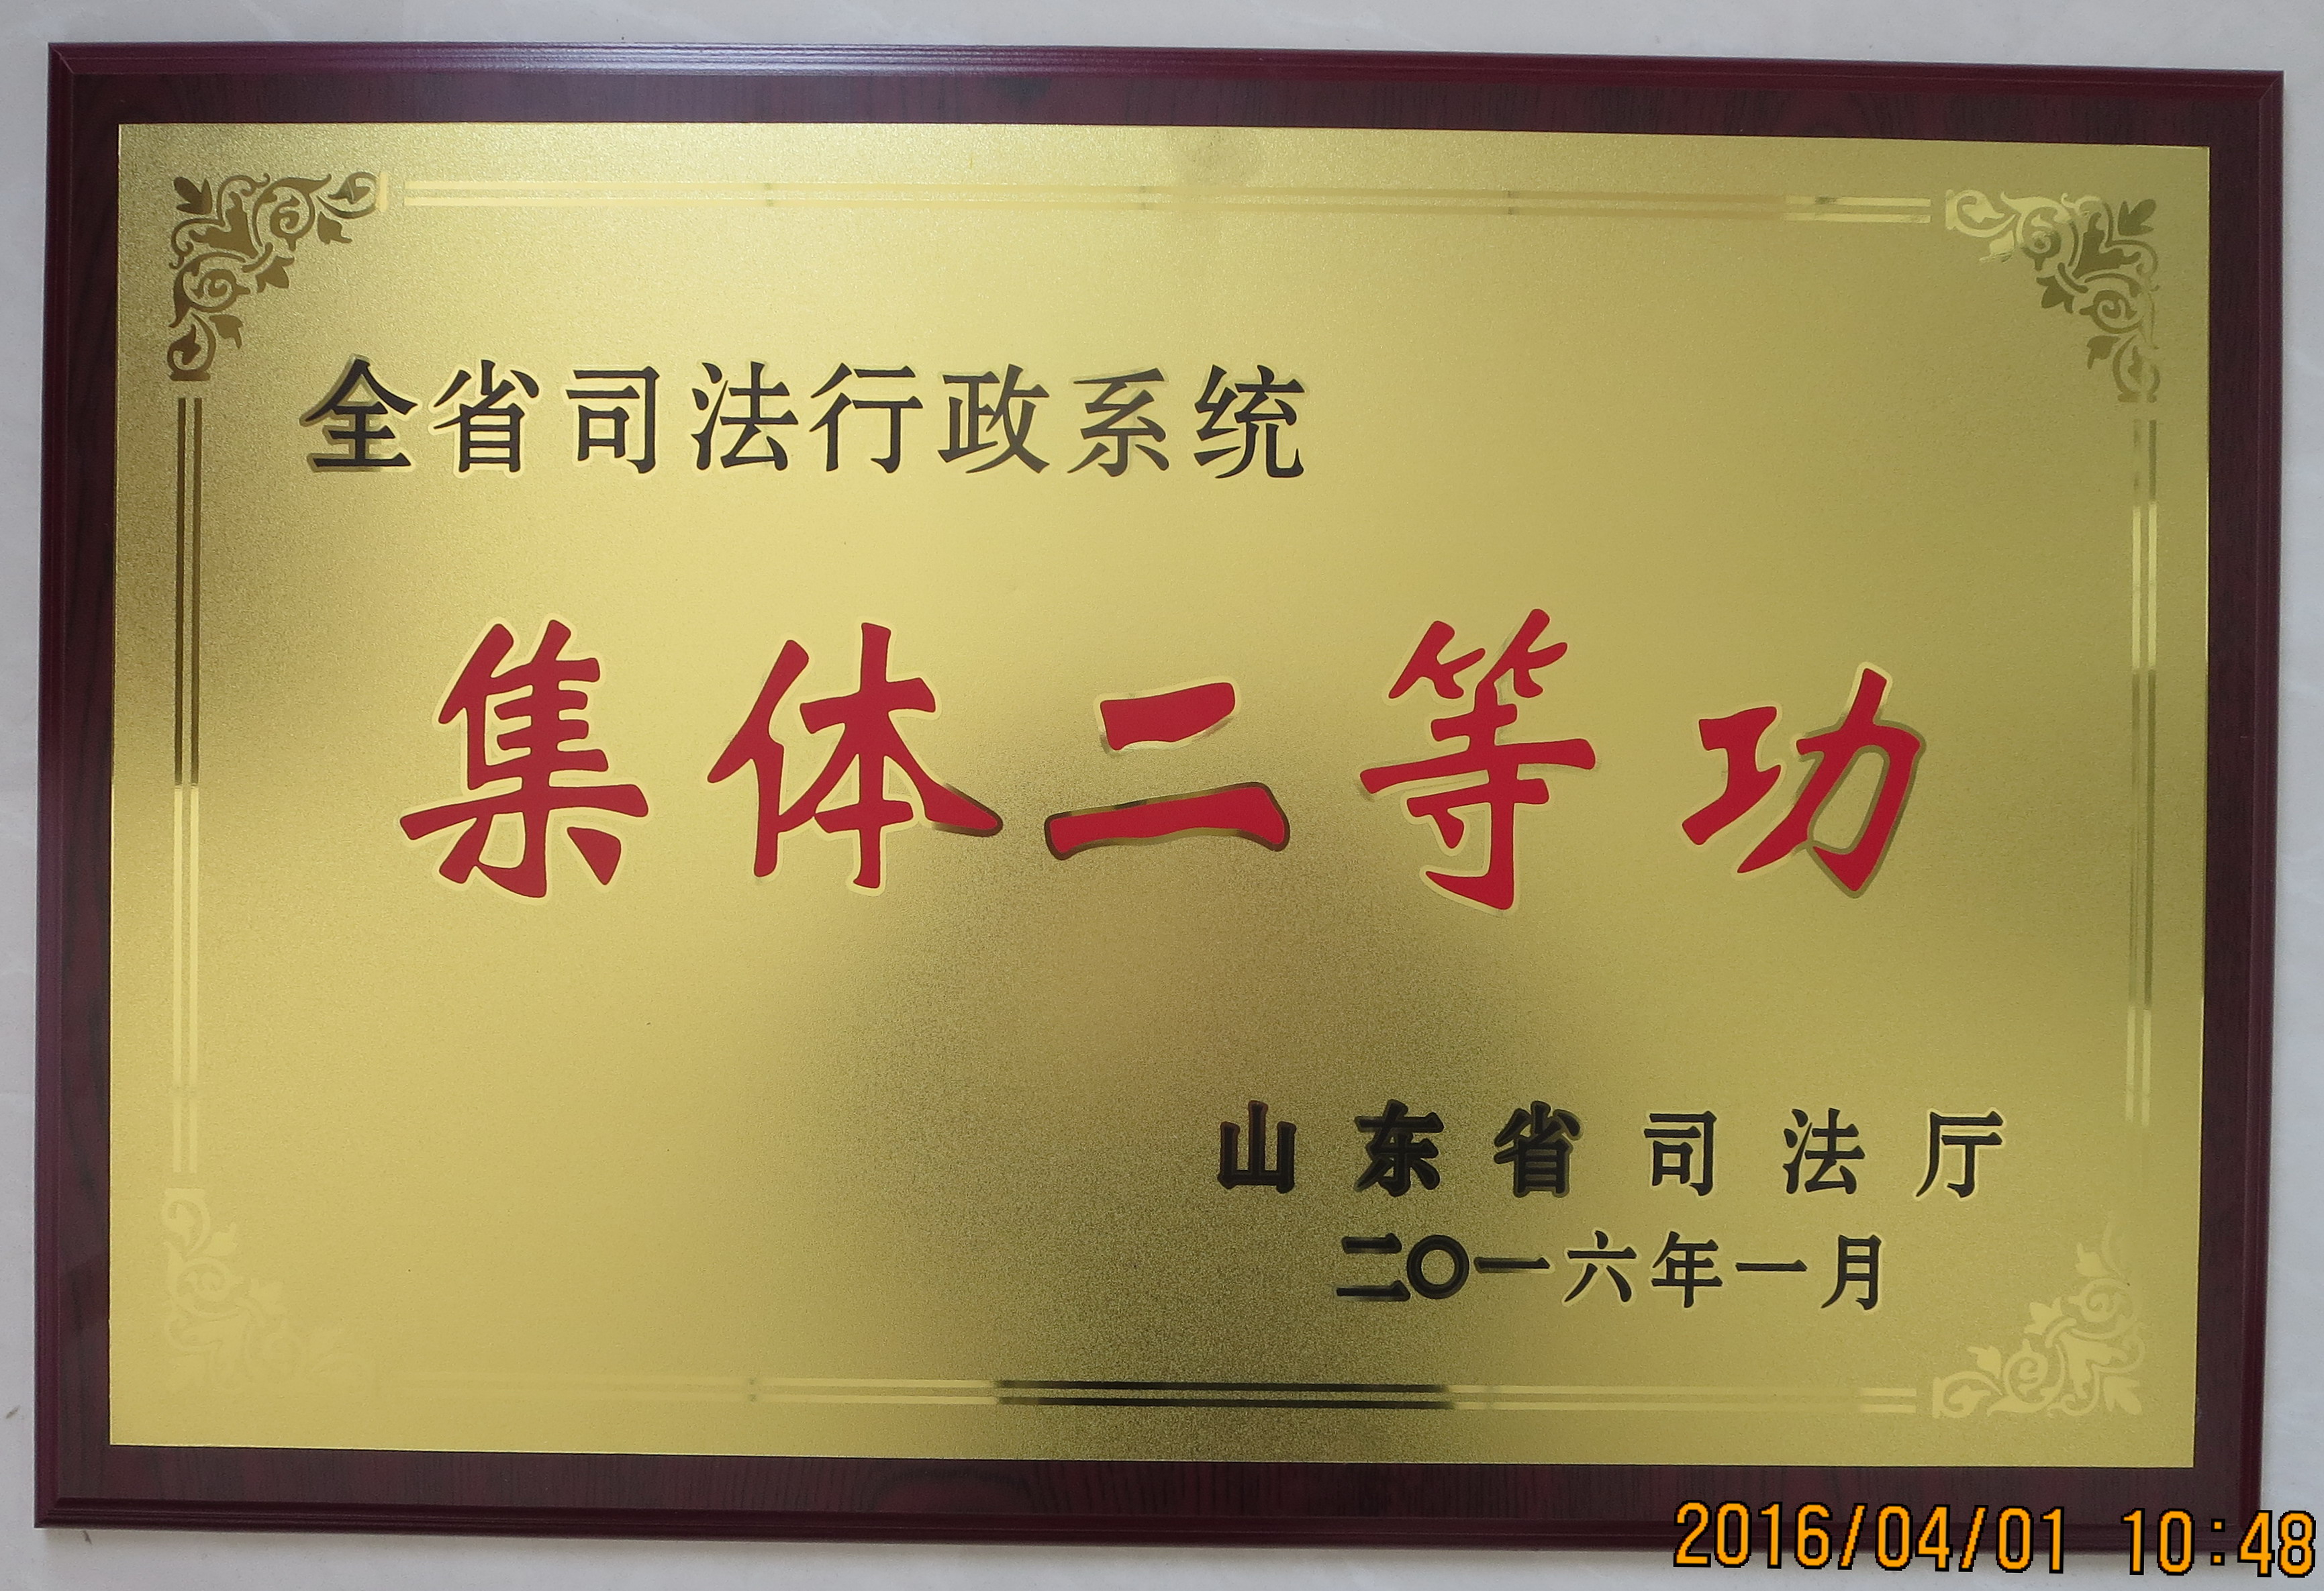 全省司法行政系统
集体二等功
山东省司法厅
二〇一六年一月
2016/04/01 10:48